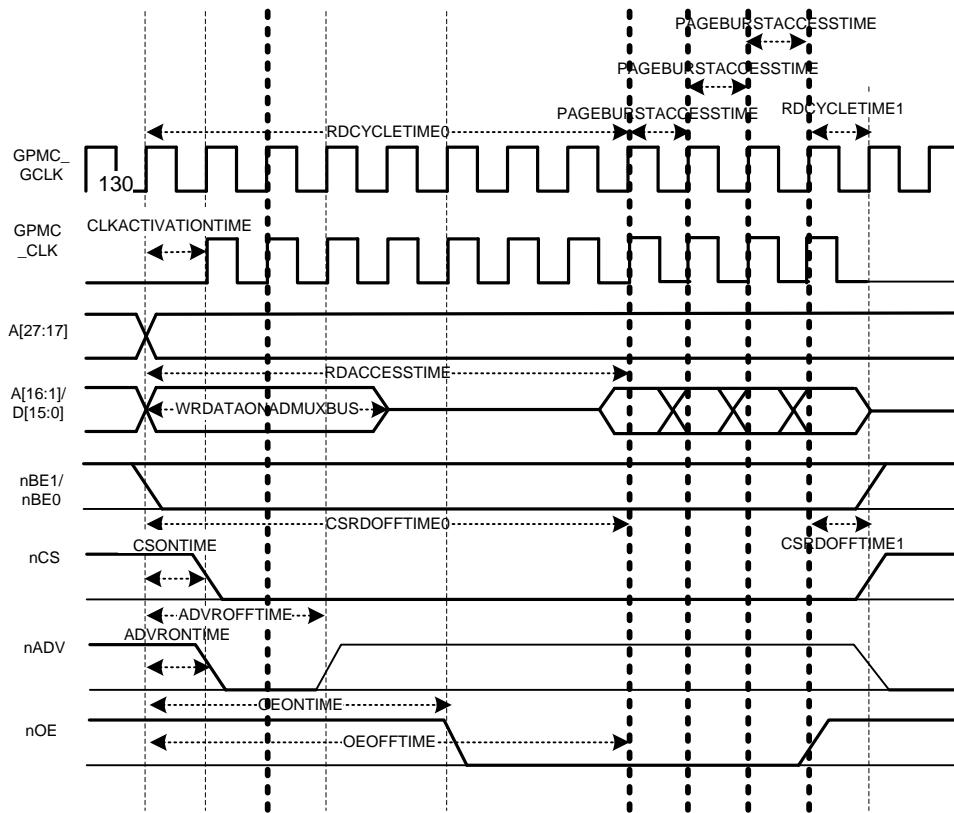 PAGEBURSTACCESSTIME
PAGEBURSTACCESSTIME
PAGEBURSTACCESSTIME
RDCYCLETIME1
RDCYCLETIME0
GPMC_
GCLK
130
GPMC
_CLK
CLKACTIVATIONTIME
A[27:17]
RDACCESSTIME
A[16:1]/
D[15:0]
WRDATAONADMUXBUS
nBE1/
nBE0
CSRDOFFTIME0
CSRDOFFTIME1
nCS
CSONTIME
ADVROFFTIME
ADVRONTIME
nADV
OEONTIME
nOE
OEOFFTIME